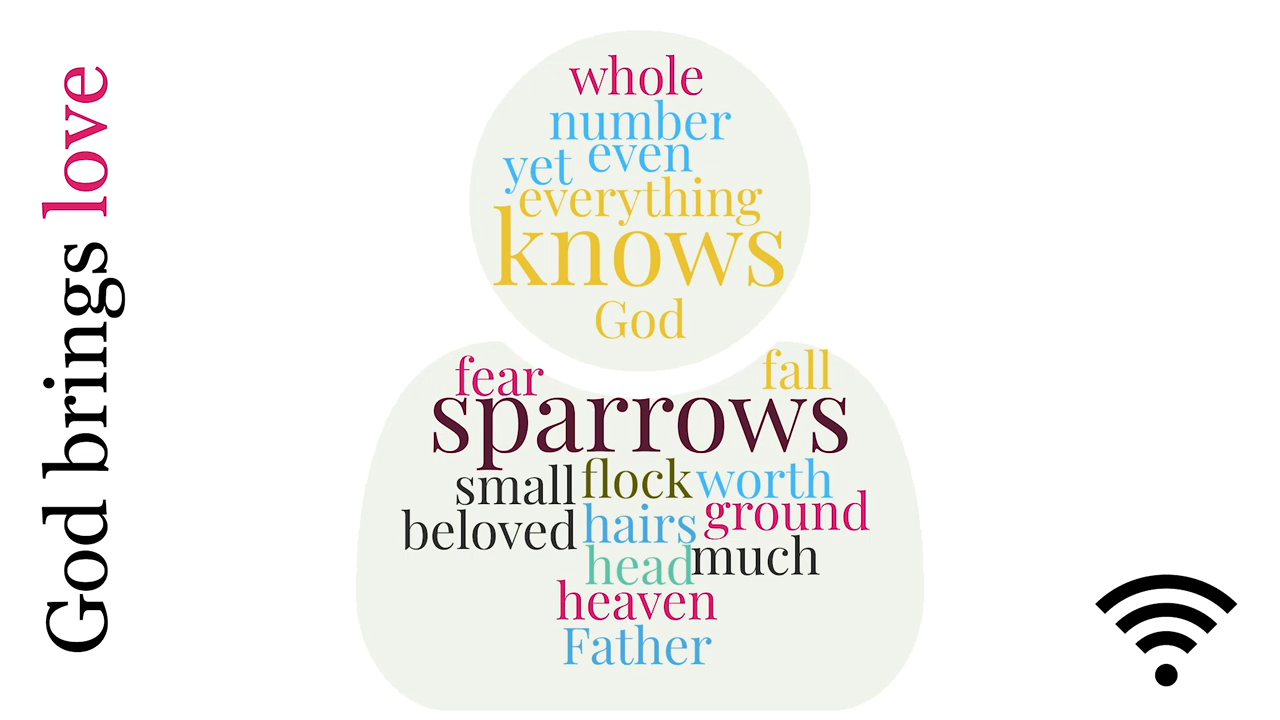 God brings love
whole
number
yet even
everything
knows
God
fear fall
sparrows
small flock worth
beloved hairs ground
head much
heaven
Father